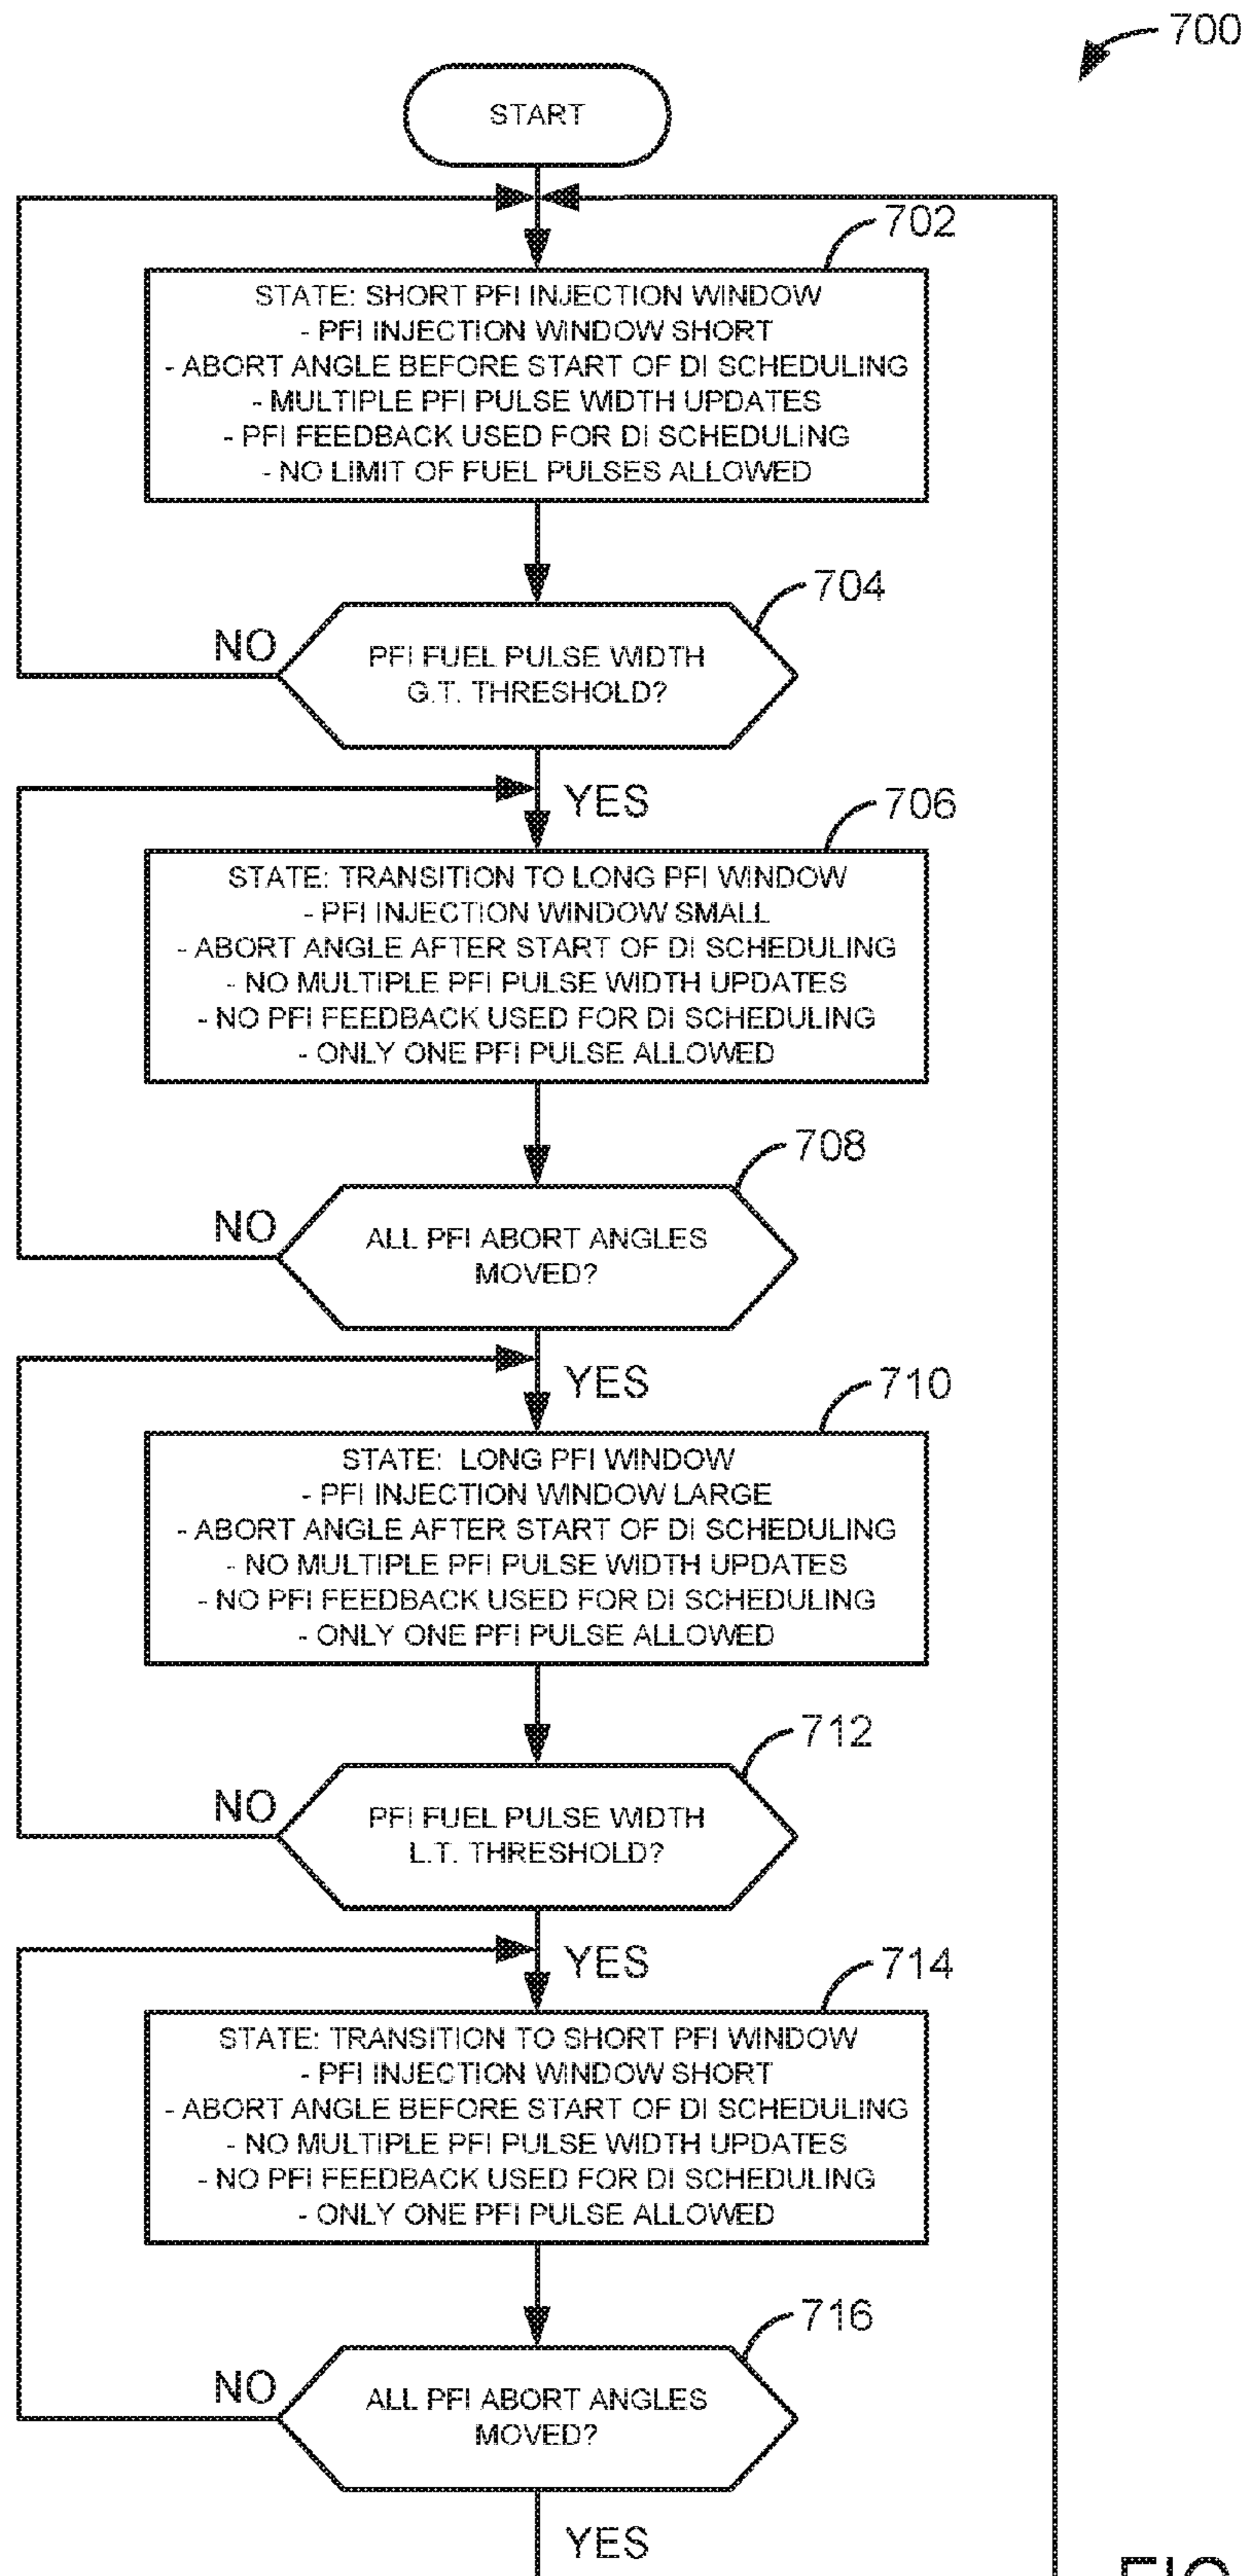 700
START
702
STATE: SHORT PFI INJECTION WINDOW
- PFI INJECTION WINDOW SHORT
- ABORT ANGLE BEFORE START OF DI SCHEDULING
- MULTIPLE PFI PULSE WIDTH UPDATES
- PFI FEEDBACK USED FOR DI SCHEDULING
- NO LIMIT OF FUEL PULSES ALLOWED
704
NO
PFI FUEL PULSE WIDTH
G.T. THRESHOLD?
YES
706
STATE: TRANSITION TO LONG PFI WINDOW
- PFI INJECTION WINDOW SMALL
- ABORT ANGLE AFTER START OF DI SCHEDULING
- NO MULTIPLE PFI PULSE WIDTH UPDATES
- NO PFI FEEDBACK USED FOR DI SCHEDULING
- ONLY ONE PFI PULSE ALLOWED
708
NO
ALL PFI ABORT ANGLES
MOVED?
YES
710
STATE: LONG PFI WINDOW
- PFI INJECTION WINDOW LARGE
- ABORT ANGLE AFTER START OF DI SCHEDULING
- NO MULTIPLE PFI PULSE WIDTH UPDATES
- NO PFI FEEDBACK USED FOR DI SCHEDULING
- ONLY ONE PFI PULSE ALLOWED
712
NO
PFI FUEL PULSE WIDTH
L.T. THRESHOLD?
YES
714
STATE: TRANSITION TO SHORT PFI WINDOW
- PFI INJECTION WINDOW SHORT
- ABORT ANGLE BEFORE START OF DI SCHEDULING
- NO MULTIPLE PFI PULSE WIDTH UPDATES
- NO PFI FEEDBACK USED FOR DI SCHEDULING
- ONLY ONE PFI PULSE ALLOWED
716
NO
ALL PFI ABORT ANGLES
MOVED?
YES